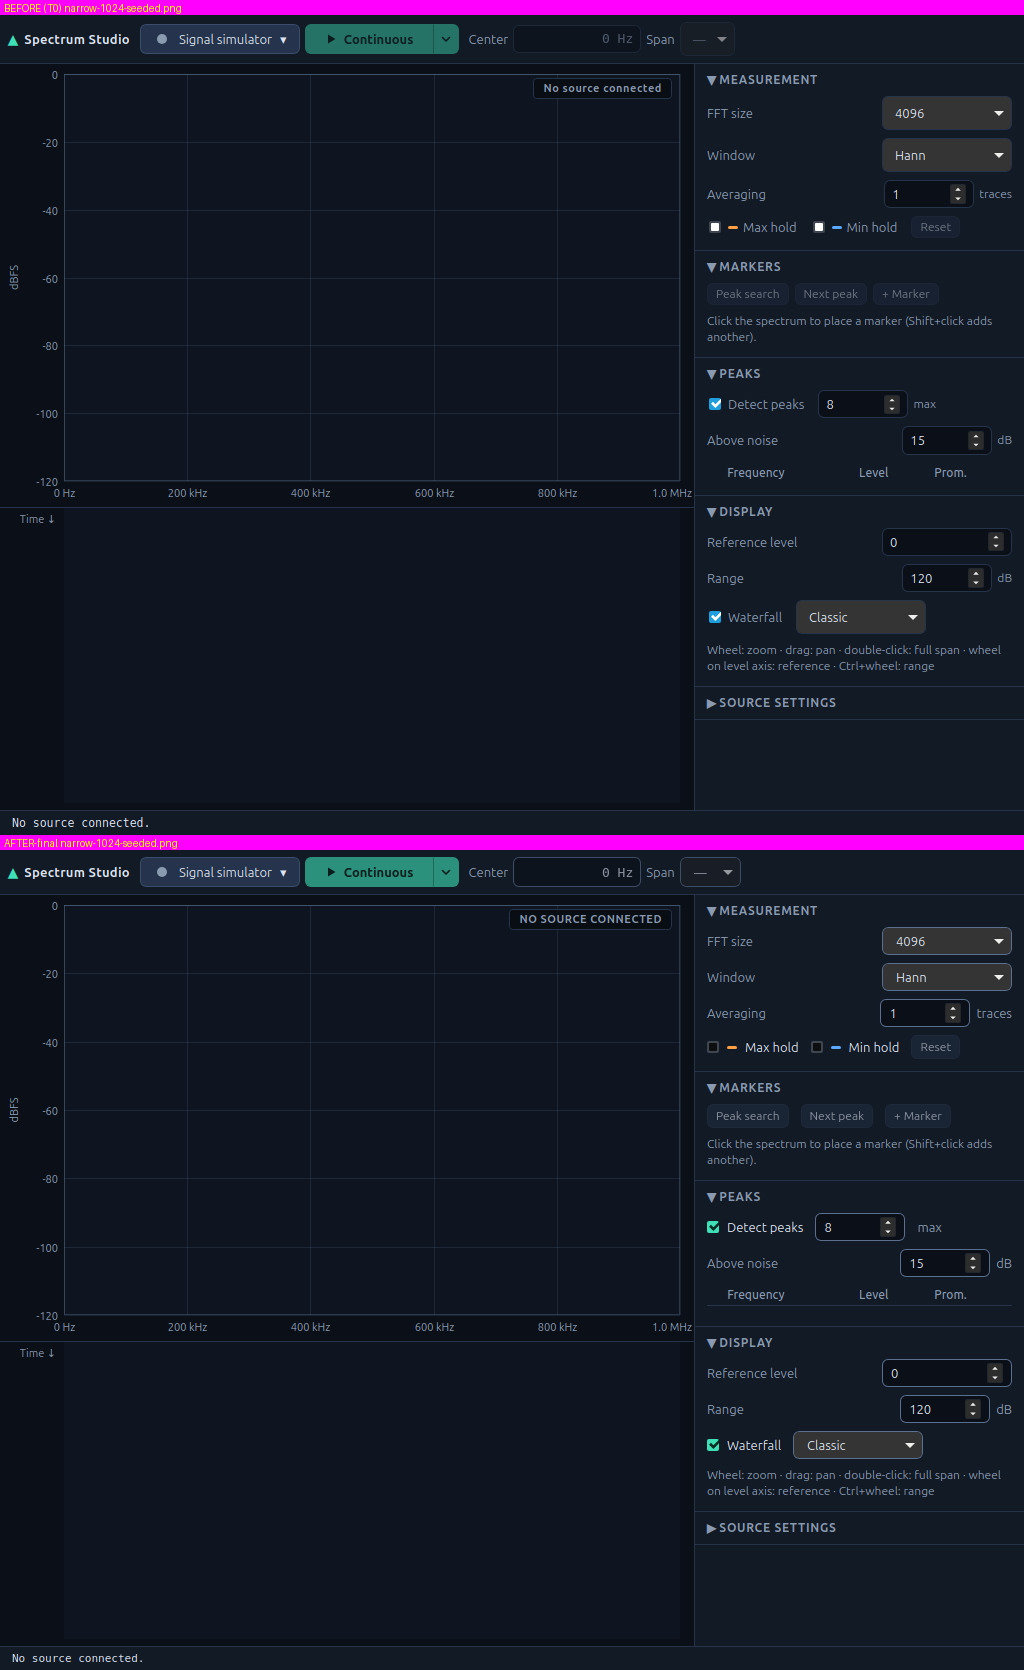 BEFORE (T0) narrow-1024-seeded.png
▲ Spectrum Studio ● Signal simulator ▾ ▶ Continuous Center 0 Hz Span —
▼ MEASUREMENT
No source connected
FFT size 4096
Window Hann
Averaging 1 traces
Max hold Min hold Reset
▼ MARKERS
Peak search Next peak + Marker
Click the spectrum to place a marker (Shift+click adds
another).
▼ PEAKS
Detect peaks 8 max
Above noise 15 dB
Frequency Level Prom.
▼ DISPLAY
Reference level 0
Range 120 dB
Waterfall Classic
Wheel: zoom · drag: pan · double-click: full span · wheel
on level axis: reference · Ctrl+wheel: range
▶ SOURCE SETTINGS
0
-20
-40
dBFS
-60
-80
-100
-120
0 Hz 200 kHz 400 kHz 600 kHz 800 kHz 1.0 MHz
Time ↓
No source connected.
AFTER-final narrow-1024-seeded.png
▲ Spectrum Studio ● Signal simulator ▾ ▶ Continuous Center 0 Hz Span —
▼ MEASUREMENT
NO SOURCE CONNECTED
FFT size 4096
Window Hann
Averaging 1 traces
Max hold Min hold Reset
▼ MARKERS
Peak search Next peak + Marker
Click the spectrum to place a marker (Shift+click adds
another).
▼ PEAKS
Detect peaks 8 max
Above noise 15 dB
Frequency Level Prom.
▼ DISPLAY
Reference level 0
Range 120 dB
Waterfall Classic
Wheel: zoom · drag: pan · double-click: full span · wheel
on level axis: reference · Ctrl+wheel: range
▶ SOURCE SETTINGS
0
-20
-40
dBFS
-60
-80
-100
-120
0 Hz 200 kHz 400 kHz 600 kHz 800 kHz 1.0 MHz
Time ↓
No source connected.